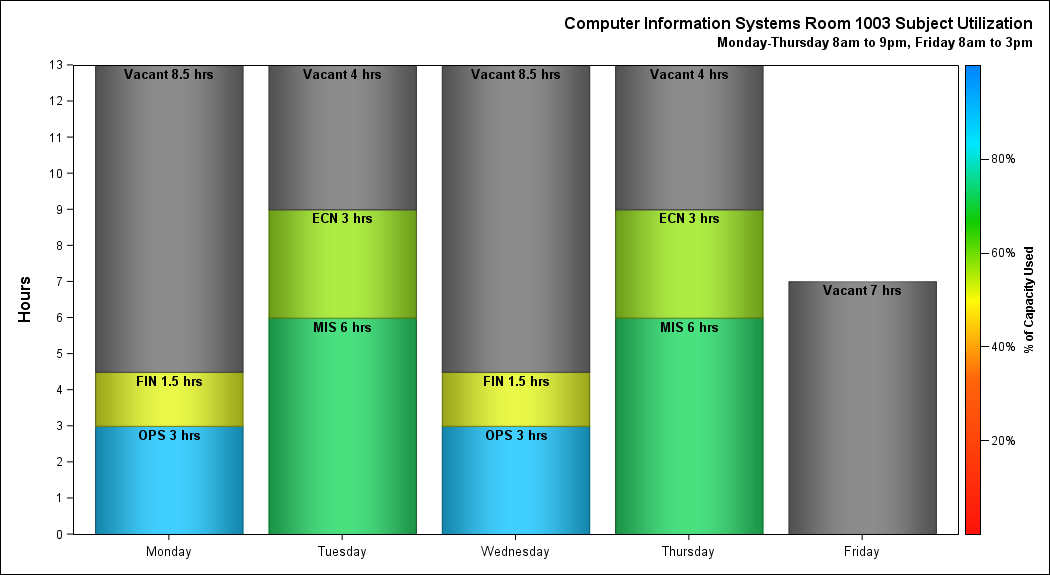 Computer Information Systems Room 1003 Subject Utilization
Monday-Thursday 8am to 9pm, Friday 8am to 3pm
Hours
13
12
11
10
9
8
7
6
5
4
3
2
1
0
Vacant 8.5 hrs
FIN 1.5 hrs
OPS 3 hrs
Vacant 4 hrs
ECN 3 hrs
MIS 6 hrs
Vacant 8.5 hrs
FIN 1.5 hrs
OPS 3 hrs
Vacant 4 hrs
ECN 3 hrs
MIS 6 hrs
Vacant 7 hrs
Monday
Tuesday
Wednesday
Thursday
Friday
80%
60%
40%
20%
% of Capacity Used